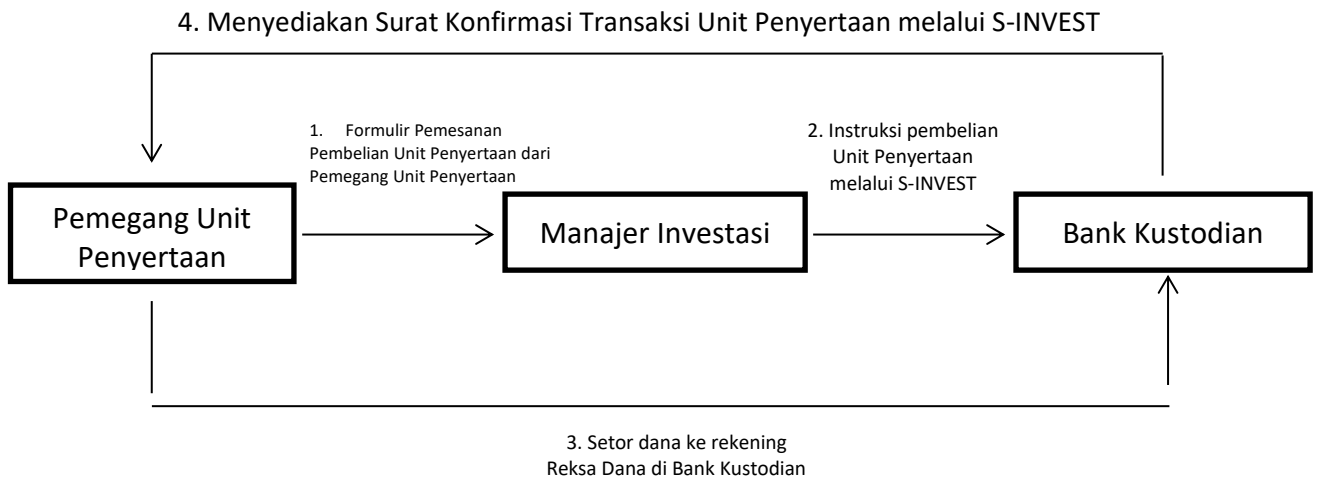 4. Menyediakan Surat Konfirmasi Transaksi Unit Penyertaan melalui S-INVEST
1. Formulir Pemesanan
Pembelian Unit Penyertaan dari
Pemegang Unit Penyertaan
2. Instruksi pembelian
Unit Penyertaan
melalui S-INVEST
Pemegang Unit
Penyertaan
Manajer Investasi
Bank Kustodian
3. Setor dana ke rekening
Reksa Dana di Bank Kustodian